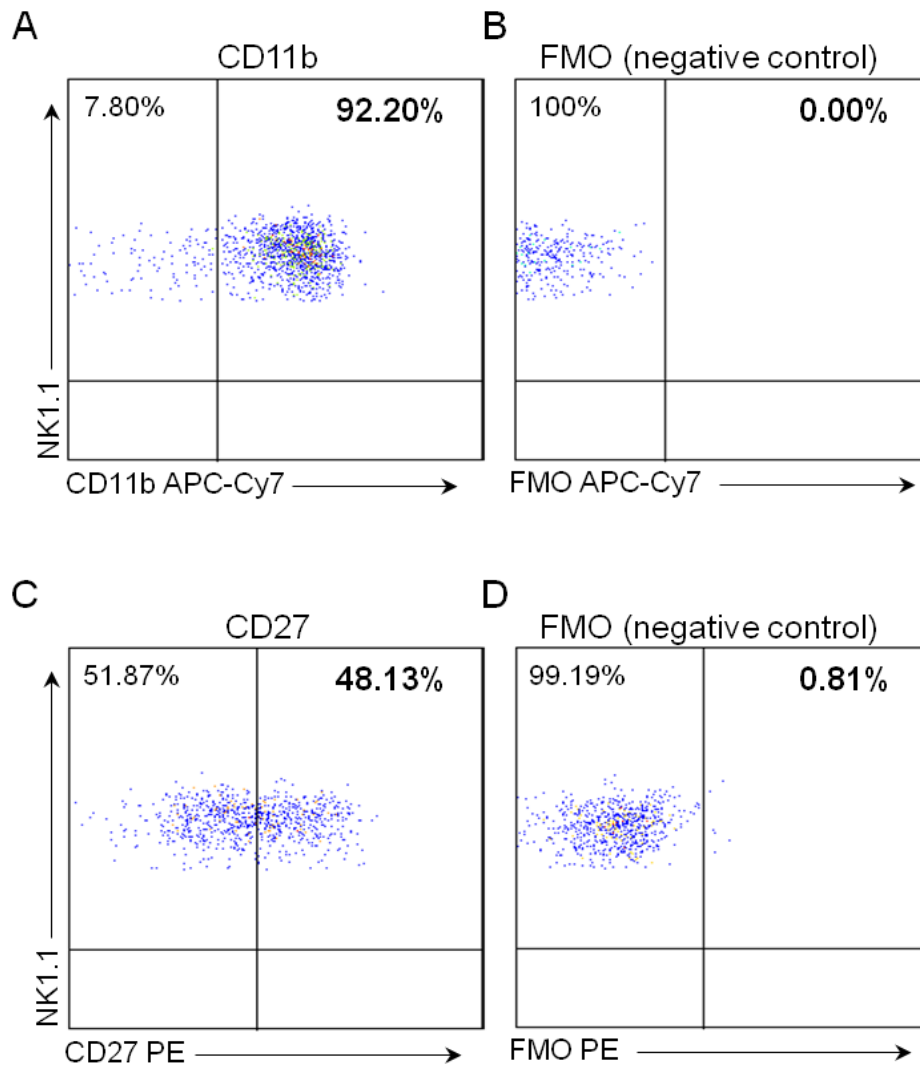 A
CD11b
7.80%
92.20%
NK1.1
CD11b APC-Cy7
B
FMO (negative control)
100%
0.00%
FMO APC-Cy7
C
CD27
51.87%
48.13%
NK1.1
CD27 PE
D
FMO (negative control)
99.19%
0.81%
FMO PE